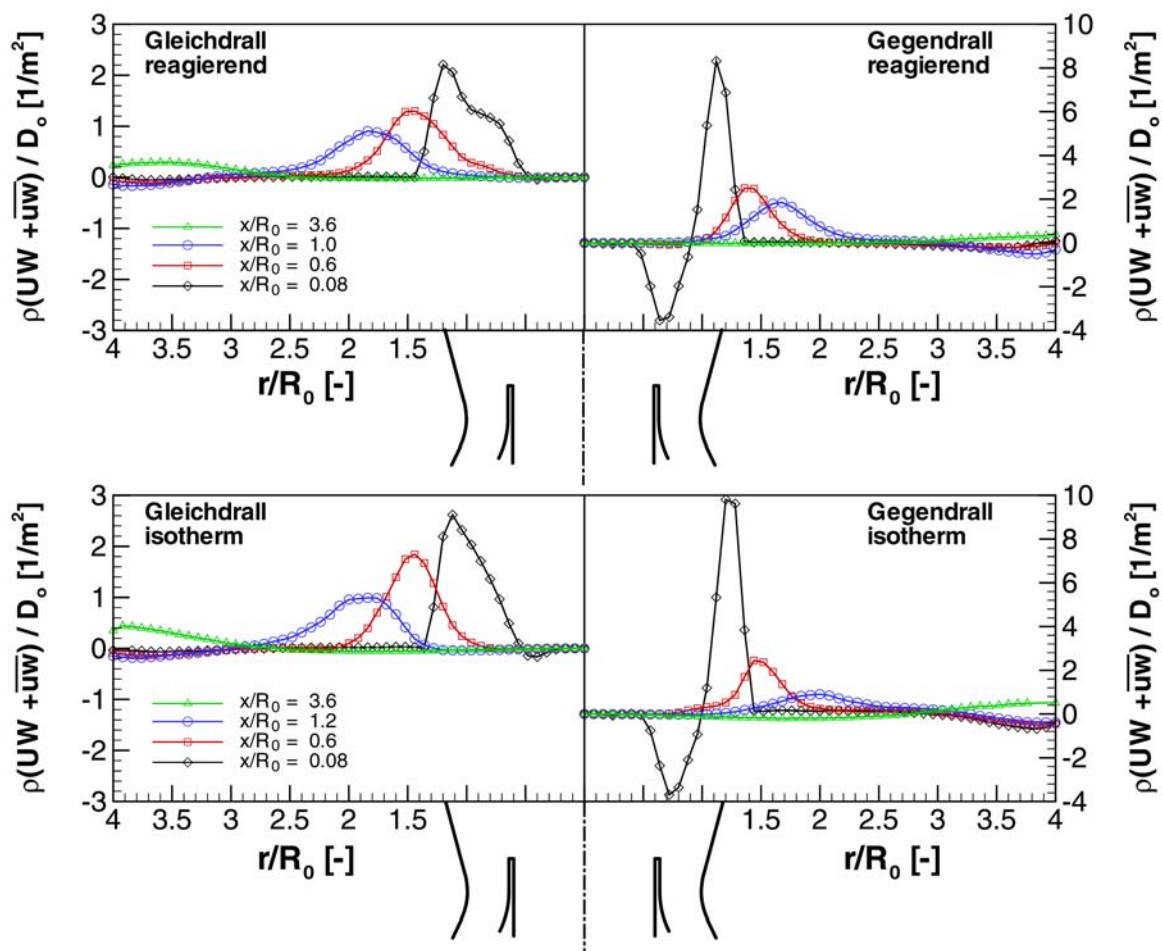 Gleichdrall
reagierend
Gegendrall
reagierend
ρ(UW +uw) / Dₒ [1/m²]
3
2
1
0
-1
-2
-3
x/R₀ = 3.6
x/R₀ = 1.0
x/R₀ = 0.6
x/R₀ = 0.08
10
8
6
4
2
0
-2
-4
ρ(UW +uw) / Dₒ [1/m²]
4 3.5 3 2.5 2 1.5
1.5 2 2.5 3 3.5 4
r/R₀ [-]
r/R₀ [-]
Gleichdrall
isotherm
Gegendrall
isotherm
ρ(UW +uw) / Dₒ [1/m²]
3
2
1
0
-1
-2
-3
x/R₀ = 3.6
x/R₀ = 1.2
x/R₀ = 0.6
x/R₀ = 0.08
10
8
6
4
2
0
-2
-4
ρ(UW +uw) / Dₒ [1/m²]
4 3.5 3 2.5 2 1.5
1.5 2 2.5 3 3.5 4
r/R₀ [-]
r/R₀ [-]